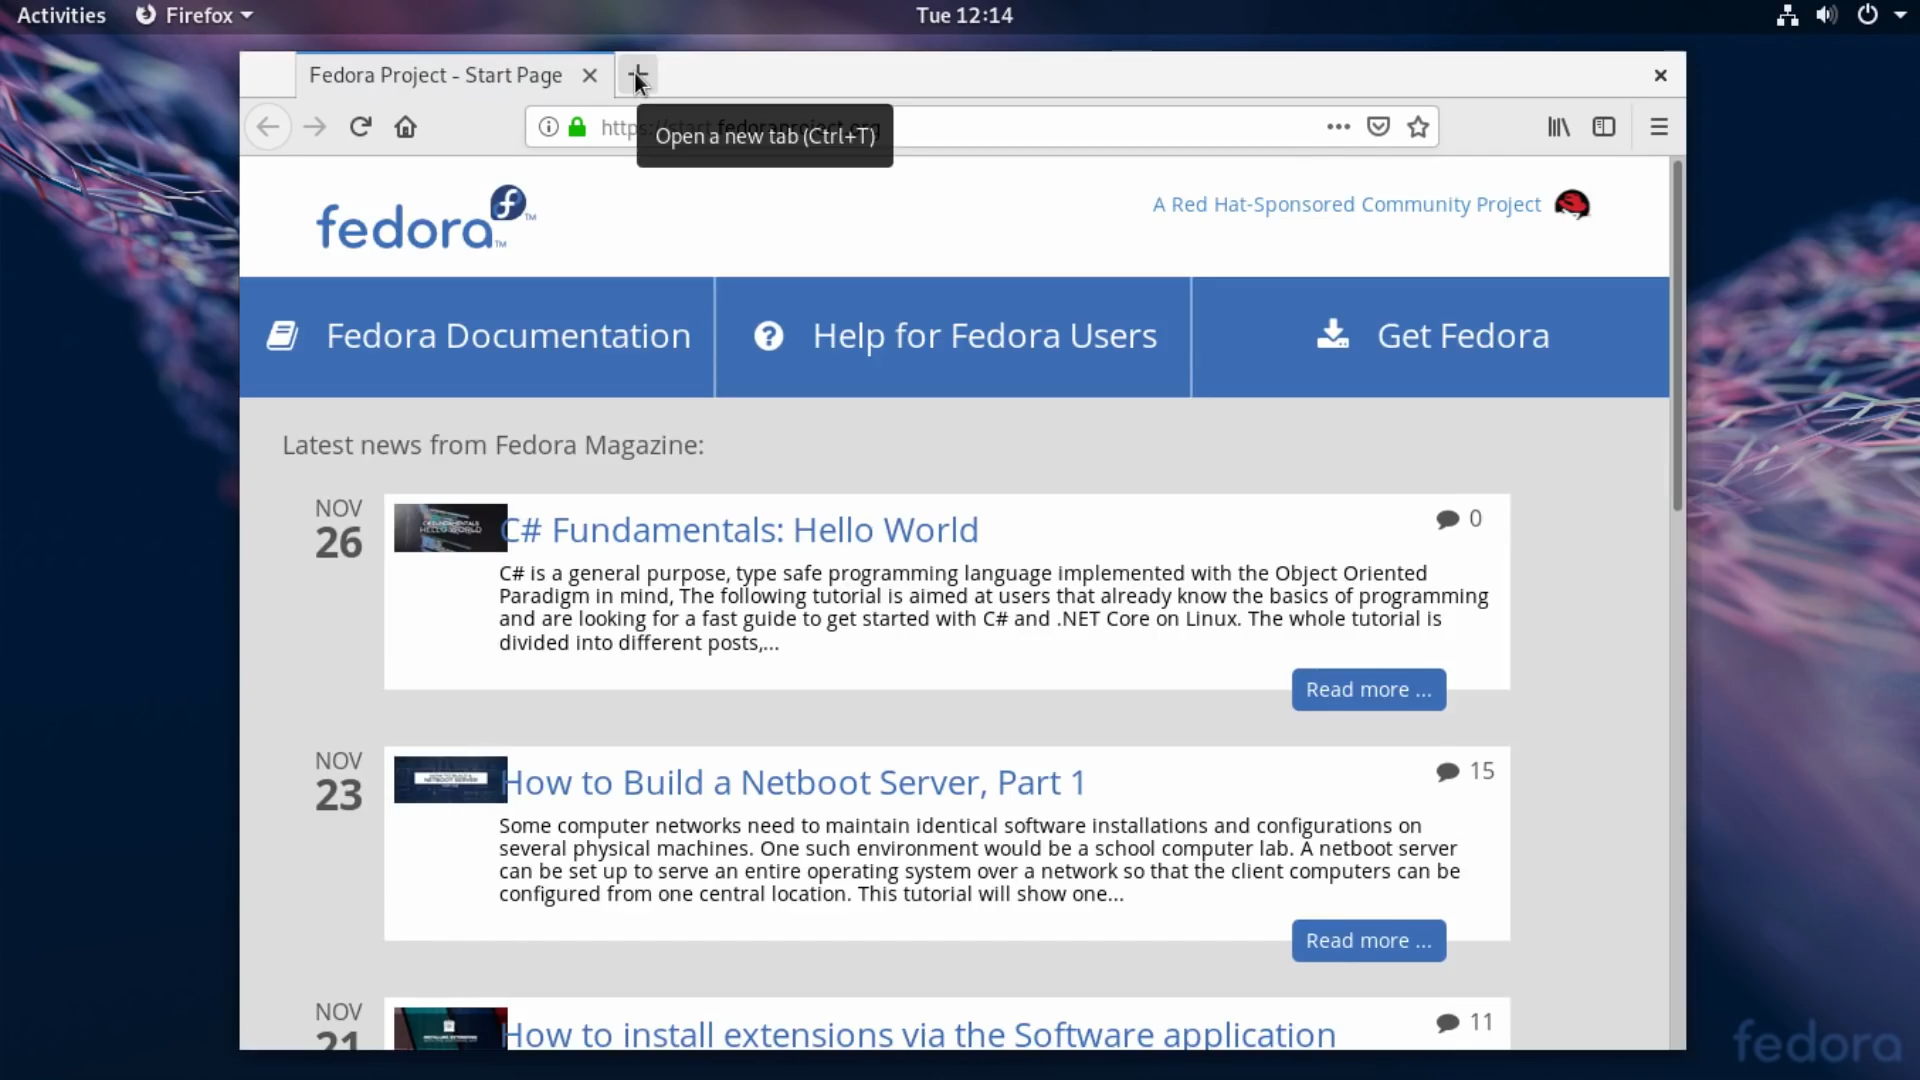 Activities Firefox Tue 12:14
Fedora Project - Start Page
Open a new tab (Ctrl+T)
fedora™
A Red Hat-Sponsored Community Project
Fedora Documentation
Help for Fedora Users
Get Fedora
Latest news from Fedora Magazine:
NOV
26
C# Fundamentals: Hello World
0
C# is a general purpose, type safe programming language implemented with the Object Oriented
Paradigm in mind, The following tutorial is aimed at users that already know the basics of programming
and are looking for a fast guide to get started with C# and .NET Core on Linux. The whole tutorial is
divided into different posts,...
Read more ...
NOV
23
How to Build a Netboot Server, Part 1
15
Some computer networks need to maintain identical software installations and configurations on
several physical machines. One such environment would be a school computer lab. A netboot server
can be set up to serve an entire operating system over a network so that the client computers can be
configured from one central location. This tutorial will show one...
Read more ...
NOV
21
How to install extensions via the Software application
11
fedora